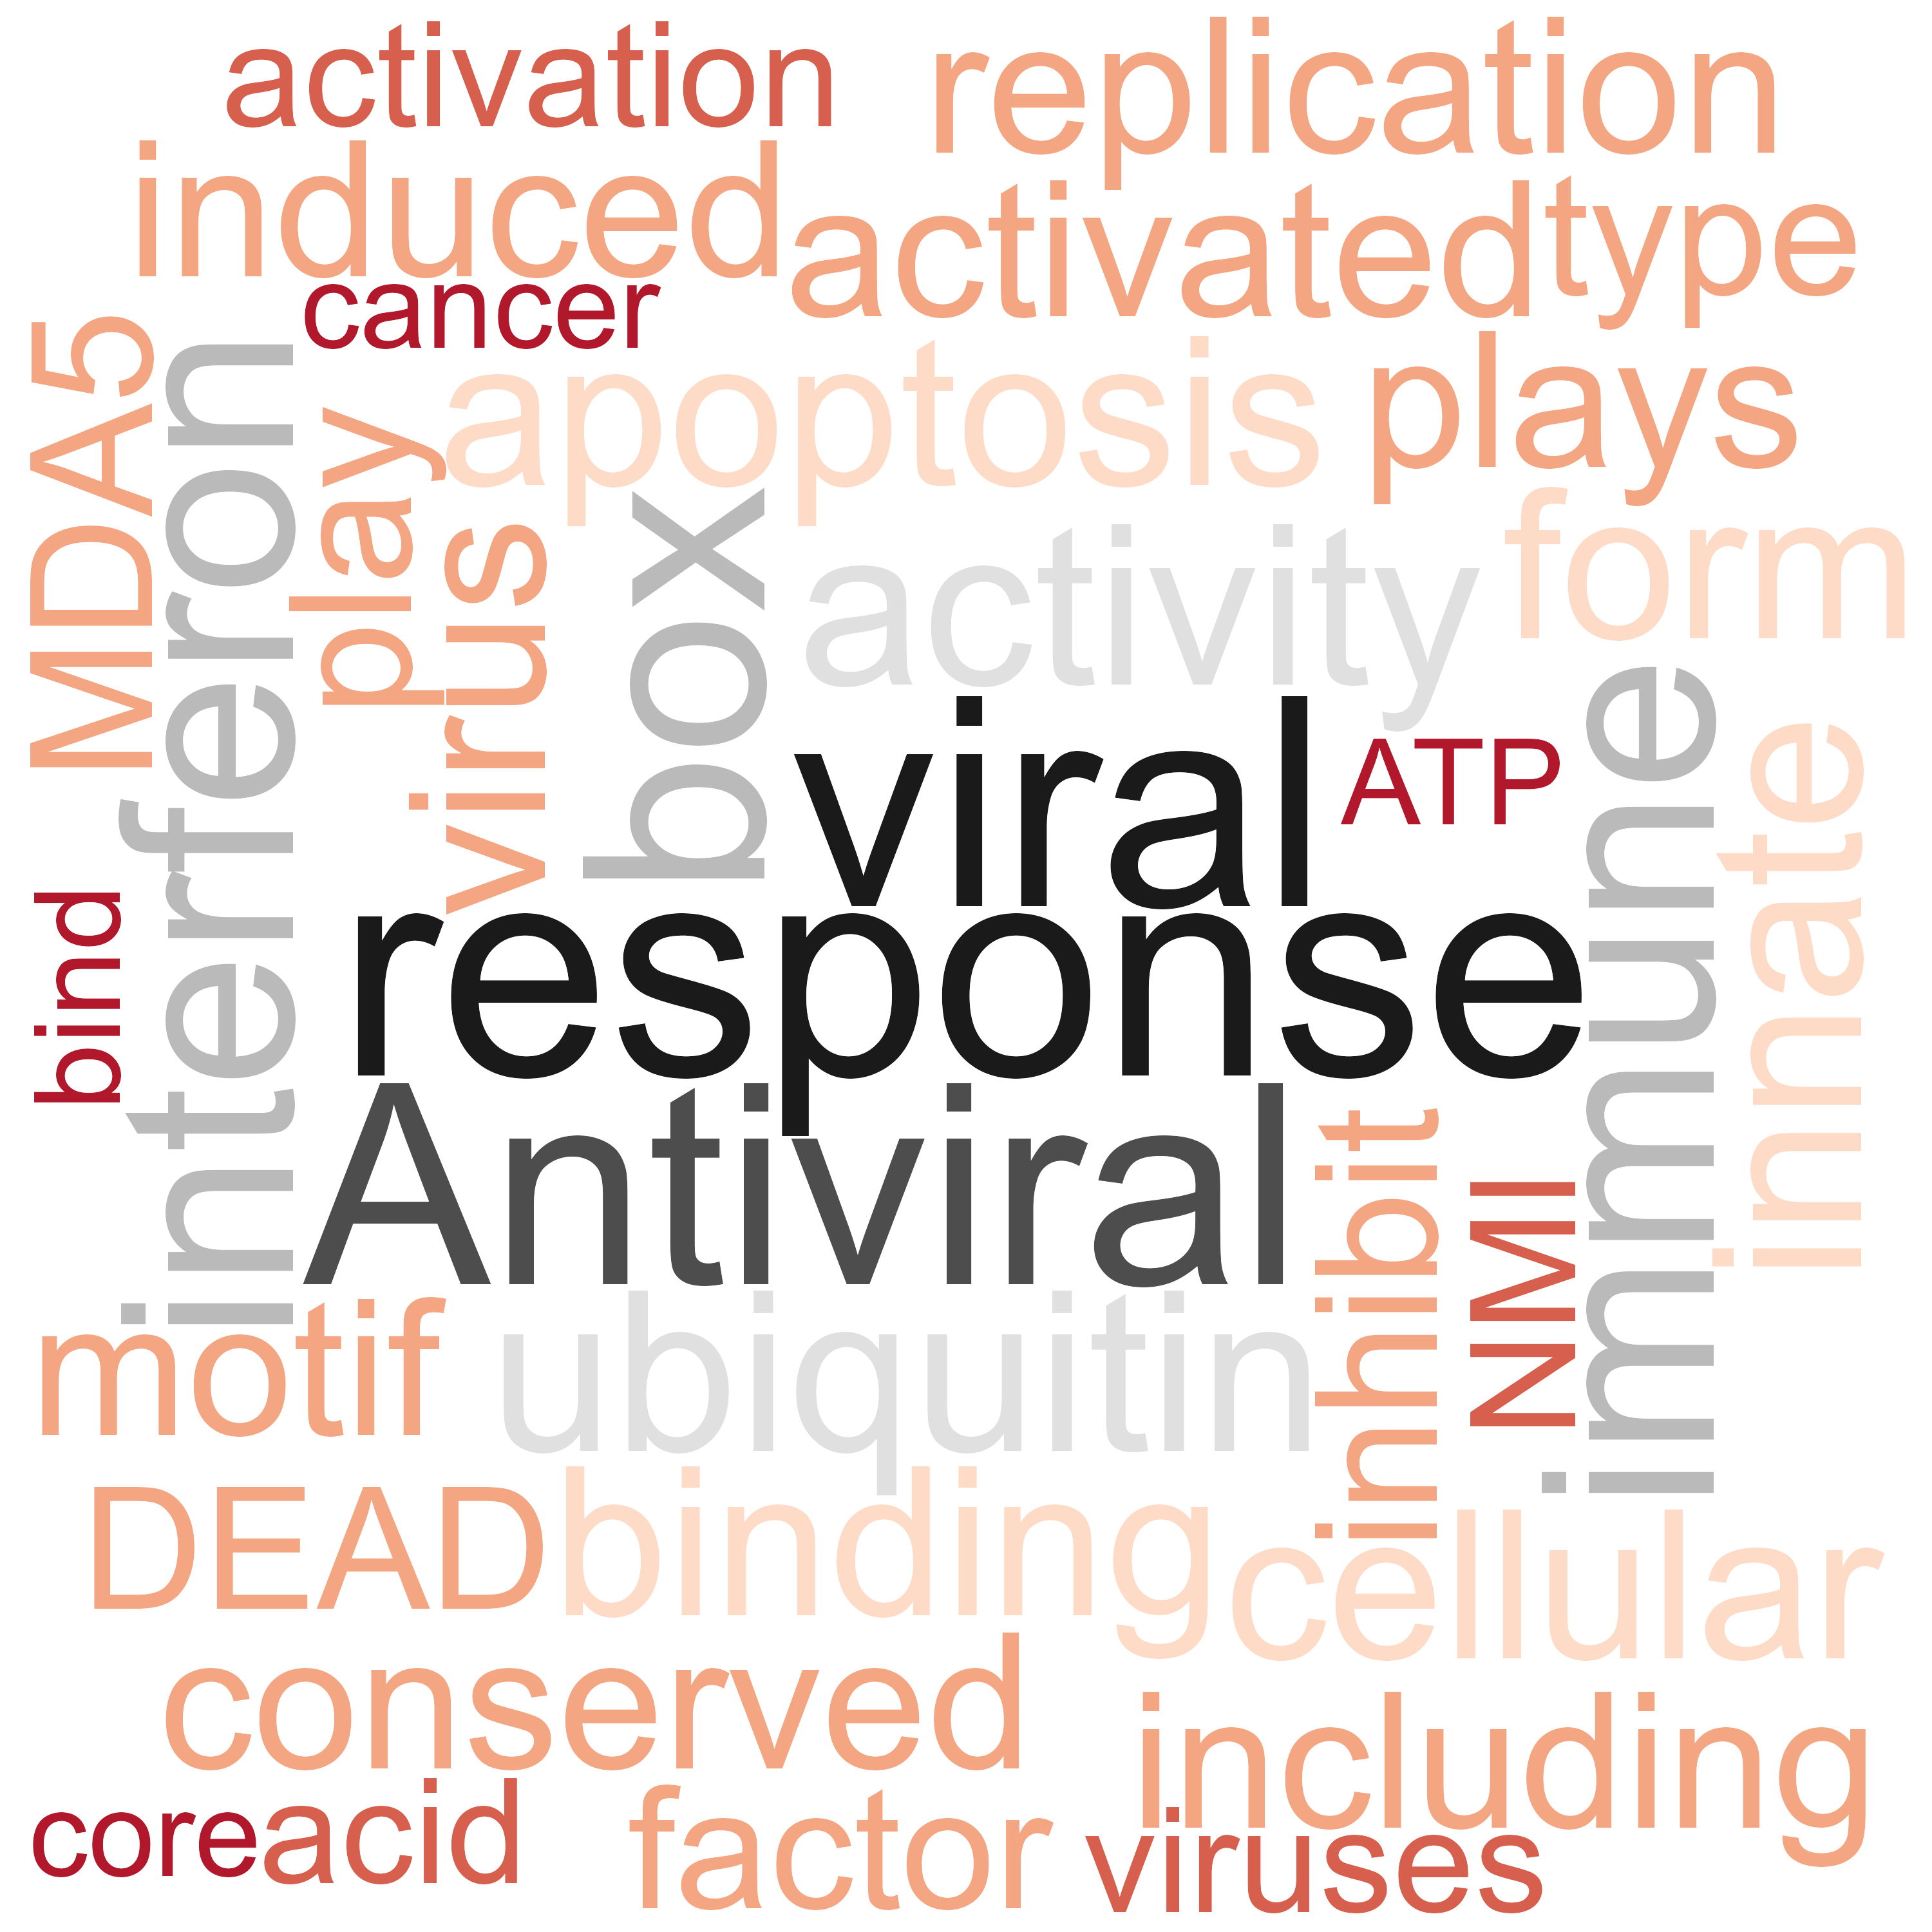 activation
replication
induced
activated
type
cancer
MDA5
interferon
play
apoptosis
plays
virus
box
activity
form
viral
ATP
immune
innate
bind
response
Antiviral
inhibit
NMI
motif
ubiquitin
DEAD
binding
cellular
conserved
including
core
acid
factor
viruses